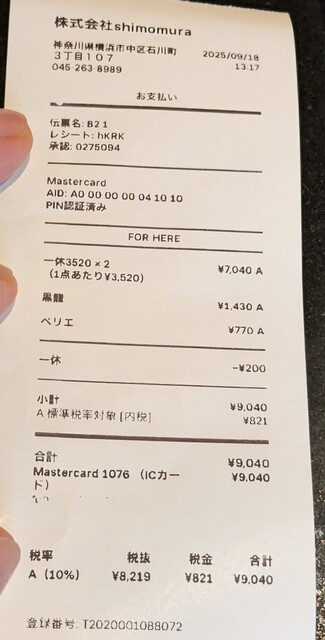 株式会社shimomura
神奈川県横浜市中区石川町
3丁目107
045-263-8989
2025/09/18
13:17
お支払い
伝票名: B2 1
レシート: hKRK
承認: 0275094
Mastercard
AID: A0 00 00 00 04 10 10
PIN認証済み
FOR HERE
一休3520 × 2 ¥7,040 A
(1点あたり¥3,520)
黒龍 ¥1,430 A
ペリエ ¥770 A
一休 -¥200
小計 ¥9,040
A 標準税率対象 [内税] ¥821
合計 ¥9,040
Mastercard 1076 (ICカー ¥9,040
ド)
税率 税抜 税金 合計
A (10%) ¥8,219 ¥821 ¥9,040
登録番号: T2020001088072